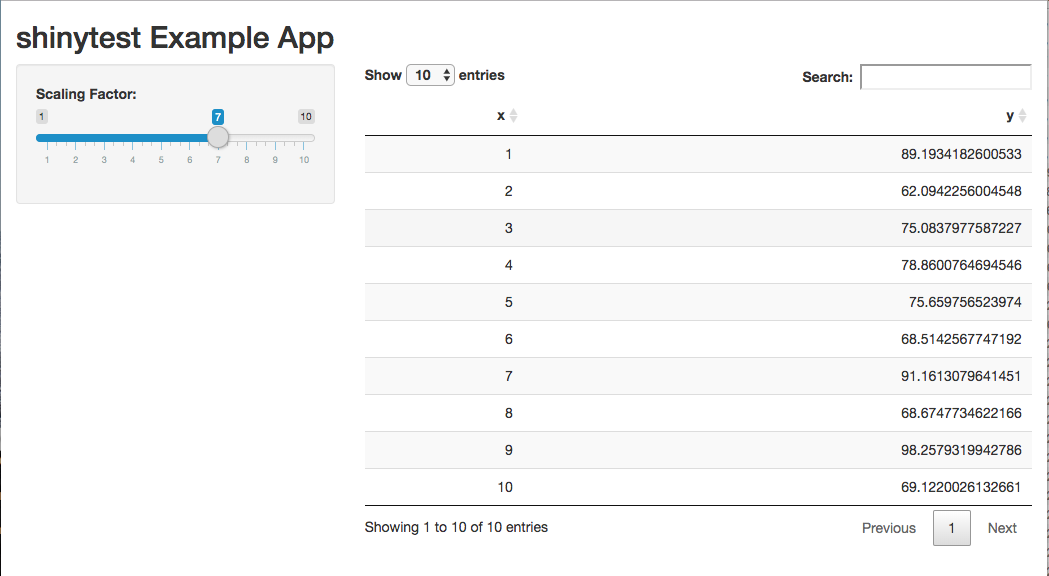 shinytest Example App
Scaling Factor:
1 7 10
1 2 3 4 5 6 7 8 9 10
Show 10 entries Search:
x y
1 89.1934182600533
2 62.0942256004548
3 75.0837977587227
4 78.8600764694546
5 75.659756523974
6 68.5142567747192
7 91.1613079641451
8 68.6747734622166
9 98.2579319942786
10 69.1220026132661
Showing 1 to 10 of 10 entries Previous 1 Next